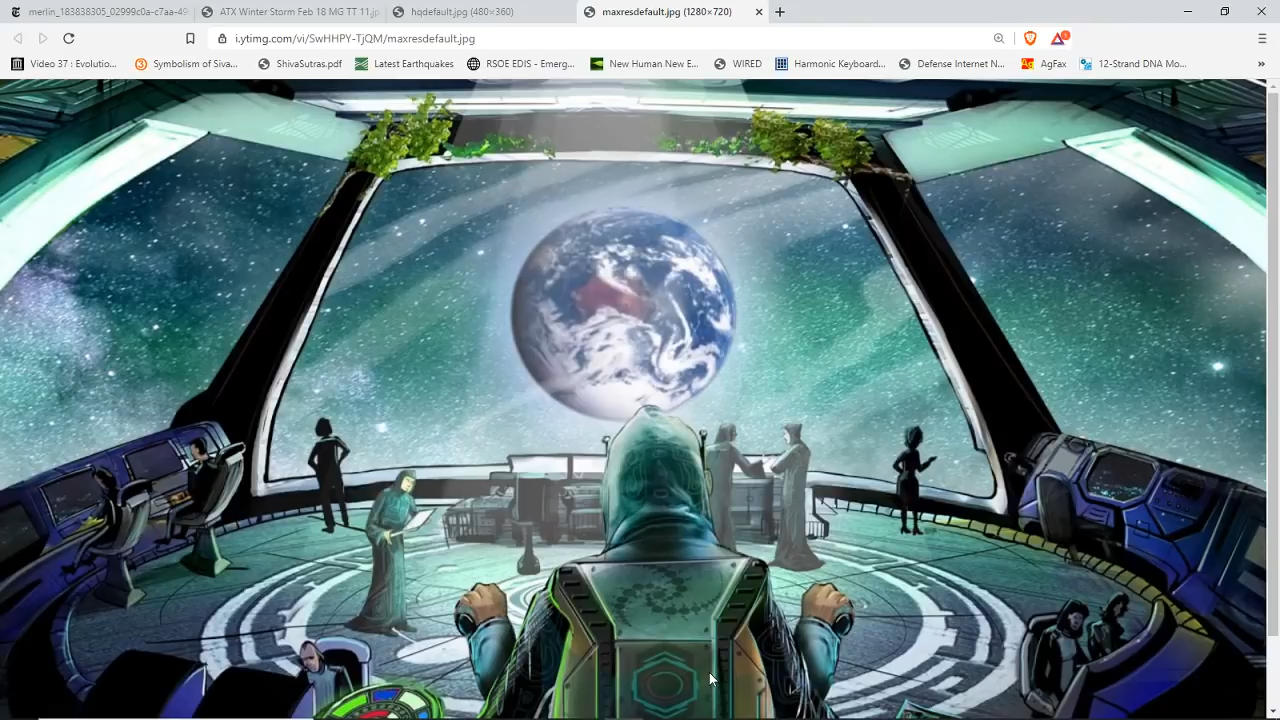 merlin_183838305_02999c0a-c7aa-49
ATX Winter Storm Feb 18 MG TT 11.jp
hqdefault.jpg (480×360)
maxresdefault.jpg (1280×720)
i.ytimg.com/vi/SwHHPY-TjQM/maxresdefault.jpg
1
Video 37 : Evolutio...
Symbolism of Siva...
ShivaSutras.pdf
Latest Earthquakes
RSOE EDIS - Emerg...
New Human New E...
WIRED
Harmonic Keyboard...
Defense Internet N...
Ag AgFax
12-Strand DNA Mo...